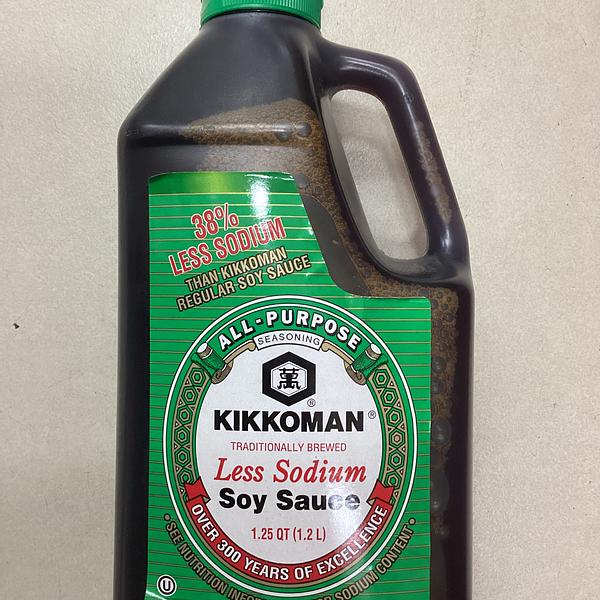 38%
LESS SODIUM
THAN KIKKOMAN
REGULAR SOY SAUCE
ALL-PURPOSE
SEASONING
萬
®
KIKKOMAN®
TRADITIONALLY BREWED
Less Sodium
Soy Sauce
1.25 QT (1.2 L)
OVER 300 YEARS OF EXCELLENCE
• SEE NUTRITION SODIUM CONTENT •
U